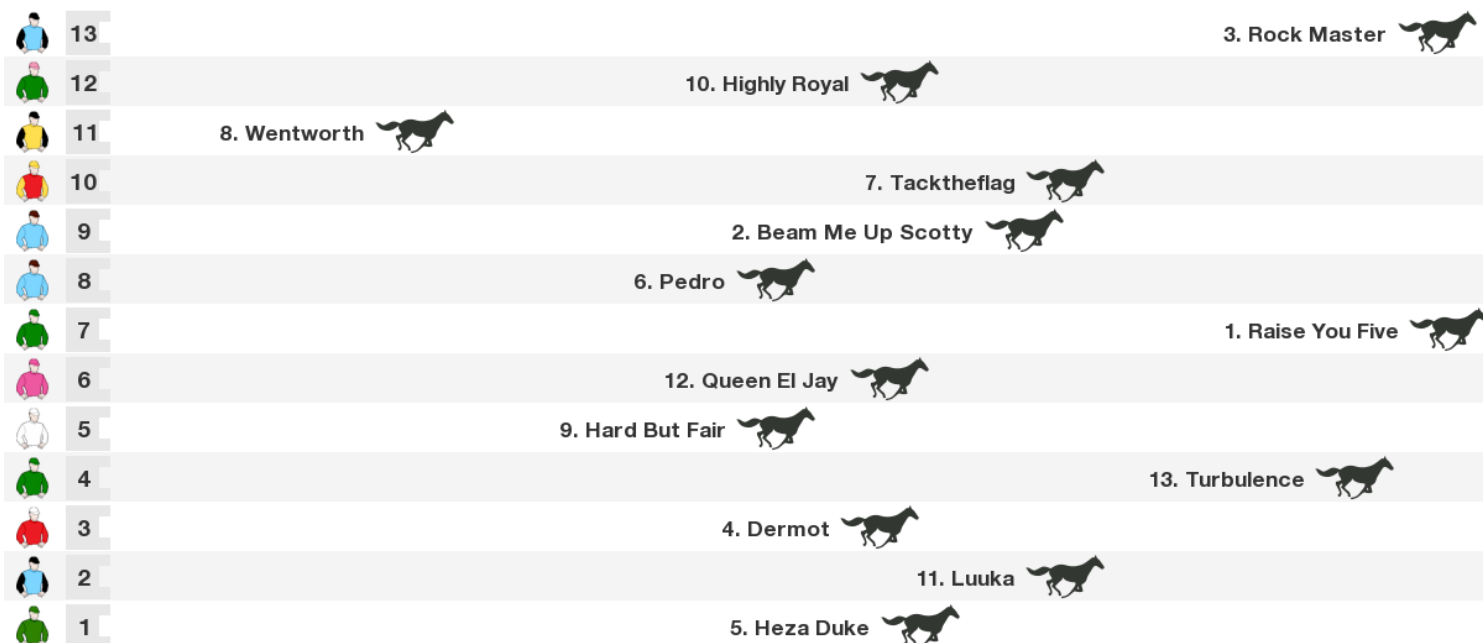 13 3. Rock Master
12 10. Highly Royal
11 8. Wentworth
10 7. Tacktheflag
9 2. Beam Me Up Scotty
8 6. Pedro
7 1. Raise You Five
6 12. Queen El Jay
5 9. Hard But Fair
4 13. Turbulence
3 4. Dermot
2 11. Luuka
1 5. Heza Duke